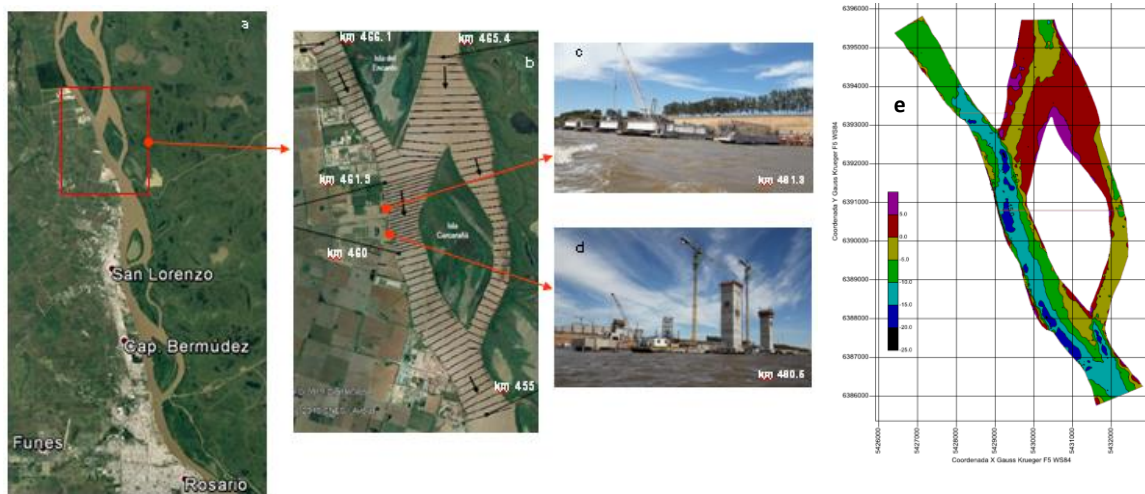 a
San Lorenzo
Cap. Bermúdez
Funes
Rosario
b
km 466.1
km 465.4
Isla del
Encanto
km 461.9
Isla
Carcarañá
km 460
km 455
c
km 461.3
d
km 460.6
e
Coordenada Y Gauss Krueger F5 WS84
6396000
6395000
6394000
6393000
6392000
6391000
6390000
6389000
6388000
6387000
6386000
5.0
0.0
-5.0
-10.0
-15.0
-20.0
-25.0
5426000
5427000
5428000
5429000
5430000
5431000
5432000
Coordenada X Gauss Krueger F5 WS84